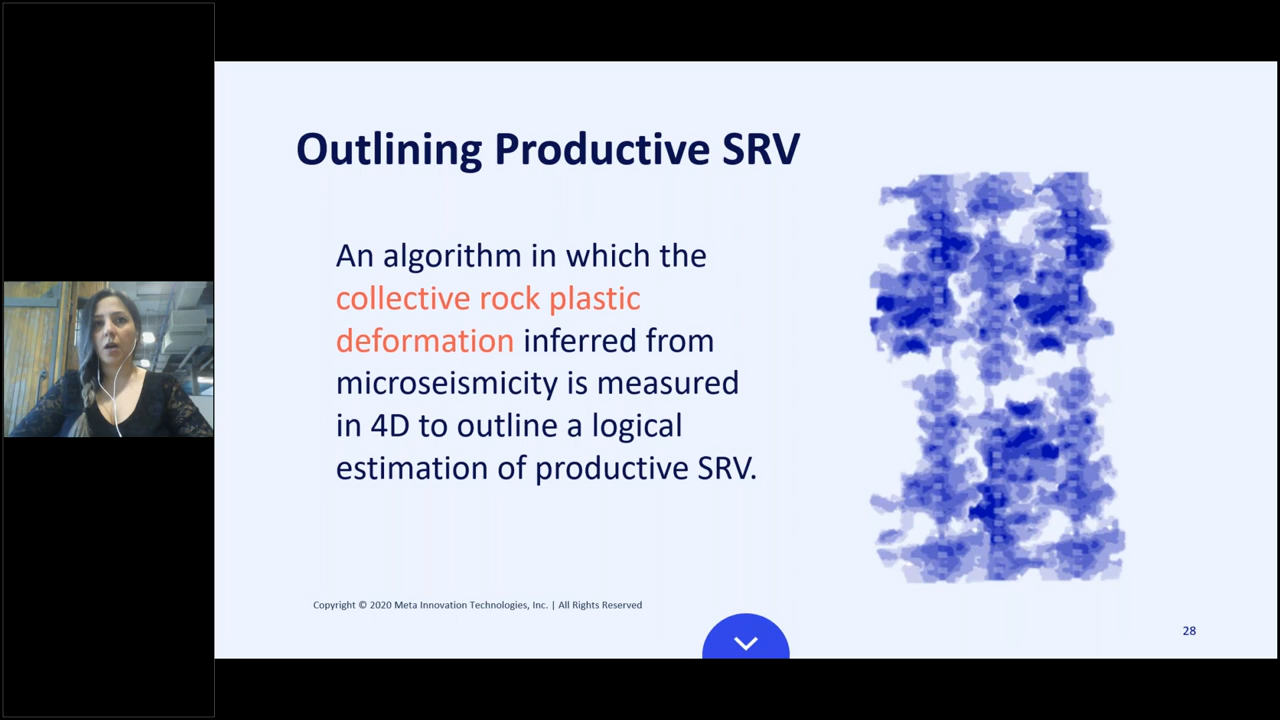 Outlining Productive SRV
An algorithm in which the
collective rock plastic
deformation inferred from
microseismicity is measured
in 4D to outline a logical
estimation of productive SRV.
Copyright © 2020 Meta Innovation Technologies, Inc. | All Rights Reserved
28